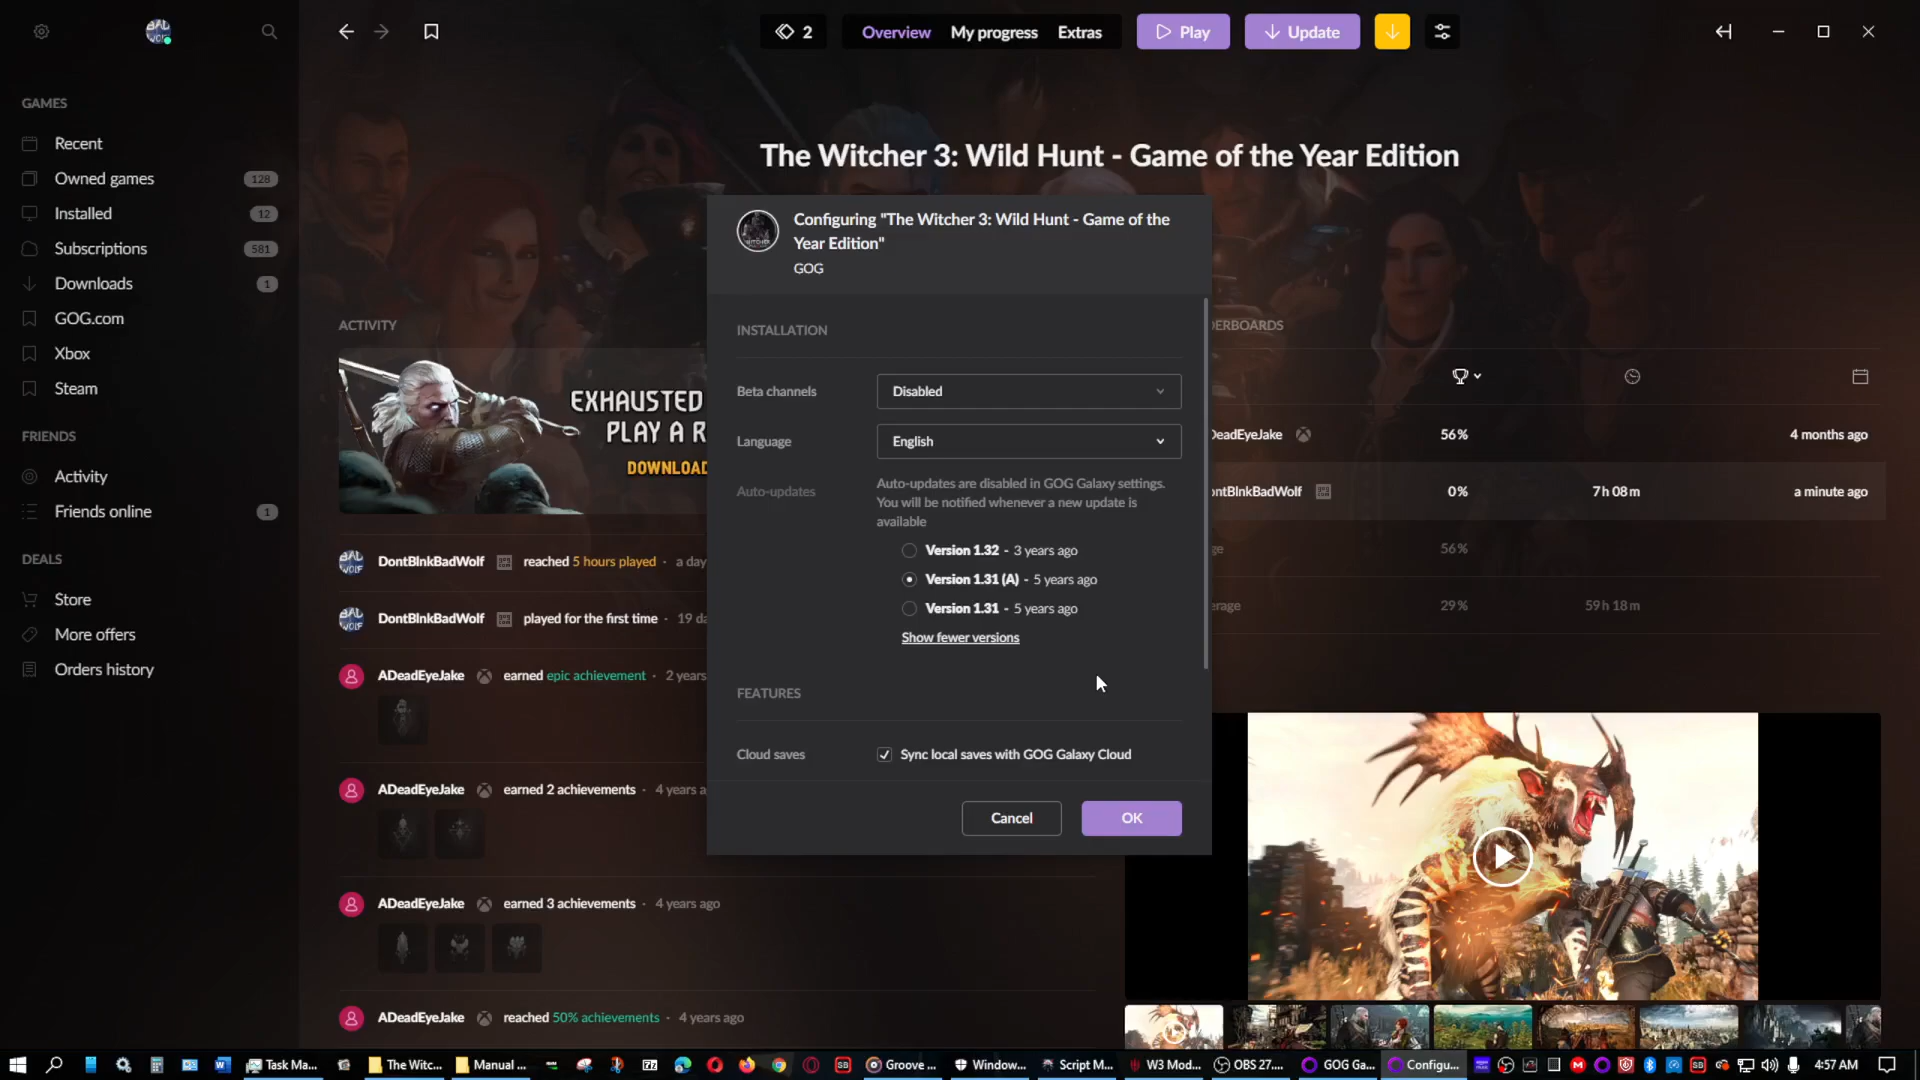 2
Overview
My progress
Extras
Play
Update
GAMES
Recent
Owned games 128
Installed 12
Subscriptions 581
Downloads 1
GOG.com
Xbox
Steam
FRIENDS
Activity
Friends online 1
DEALS
Store
More offers
Orders history
The Witcher 3: Wild Hunt - Game of the Year Edition
ACTIVITY
EXHAUSTED
PLAY A R
DOWNLOAD
DontBlnkBadWolf reached 5 hours played · a day
DontBlnkBadWolf played for the first time · 19 da
ADeadEyeJake earned epic achievement · 2 years
ADeadEyeJake earned 2 achievements · 4 years a
ADeadEyeJake earned 3 achievements · 4 years ago
ADeadEyeJake reached 50% achievements · 4 years ago
Configuring "The Witcher 3: Wild Hunt - Game of the
Year Edition"
GOG
INSTALLATION
Beta channels Disabled
Language English
Auto-updates
Auto-updates are disabled in GOG Galaxy settings.
You will be notified whenever a new update is
available
Version 1.32 - 3 years ago
Version 1.31 (A) - 5 years ago
Version 1.31 - 5 years ago
Show fewer versions
FEATURES
Cloud saves Sync local saves with GOG Galaxy Cloud
Cancel
OK
DERBOARDS
DeadEyeJake 56% 4 months ago
ontBlnkBadWolf 0% 7 h 08 m a minute ago
ge 56%
erage 29% 59 h 18 m
Task Ma...
The Witc...
Manual ...
Groove ...
Window...
Script M...
W3 Mod...
OBS 27....
GOG Ga...
Configu...
4:57 AM